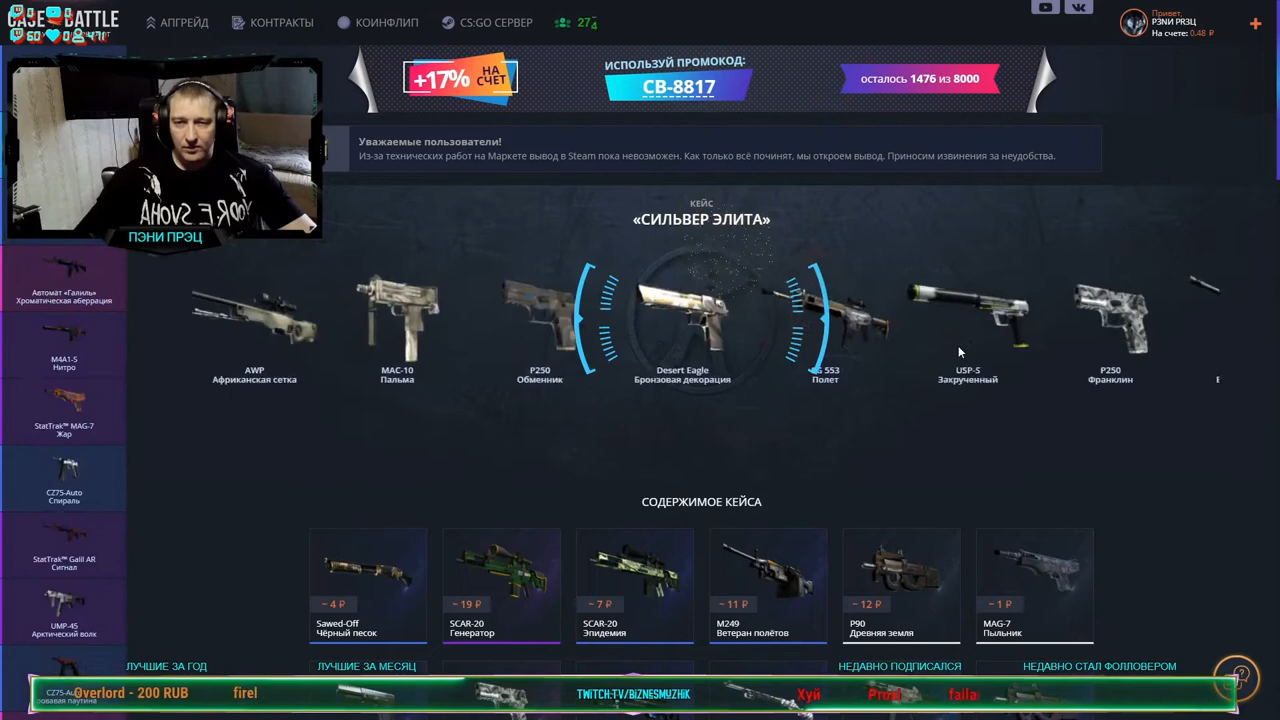 CASE BATTLE
АПГРЕЙД
КОНТРАКТЫ
КОИНФЛИП
CS:GO СЕРВЕР
Привет,
РЗNИ РRЗЦ
На счете: 0.48 ₽
+17% НА СЧЕТ
ИСПОЛЬЗУЙ ПРОМОКОД:
CB-8817
осталось 1476 из 8000
Уважаемые пользователи!
Из-за технических работ на Маркете вывод в Steam пока невозможен. Как только всё починят, мы откроем вывод. Приносим извинения за неудобства.
ПЭНИ ПРЭЦ
КЕЙС
«СИЛЬВЕР ЭЛИТА»
AWP
Африканская сетка
MAC-10
Пальма
P250
Обменник
Desert Eagle
Бронзовая декорация
553
Полет
USP-S
Закрученный
P250
Франклин
Автомат «Галиль»
Хроматическая аберрация
M4A1-S
Нитро
StatTrak™ MAG-7
Жар
CZ75-Auto
Спираль
StatTrak™ Galil AR
Сигнал
UMP-45
Арктический волк
СОДЕРЖИМОЕ КЕЙСА
~ 4 ₽
Sawed-Off
Чёрный песок
~ 19 ₽
SCAR-20
Генератор
~ 7 ₽
SCAR-20
Эпидемия
~ 11 ₽
M249
Ветеран полётов
~ 12 ₽
P90
Древняя земля
~ 1 ₽
MAG-7
Пыльник
ЛУЧШИЕ ЗА ГОД
ЛУЧШИЕ ЗА МЕСЯЦ
НЕДАВНО ПОДПИСАЛСЯ
НЕДАВНО СТАЛ ФОЛЛОВЕРОМ
Overlord - 200 RUB
firel
TWITCH.TV/BIZNESMUZHIK
Хуй